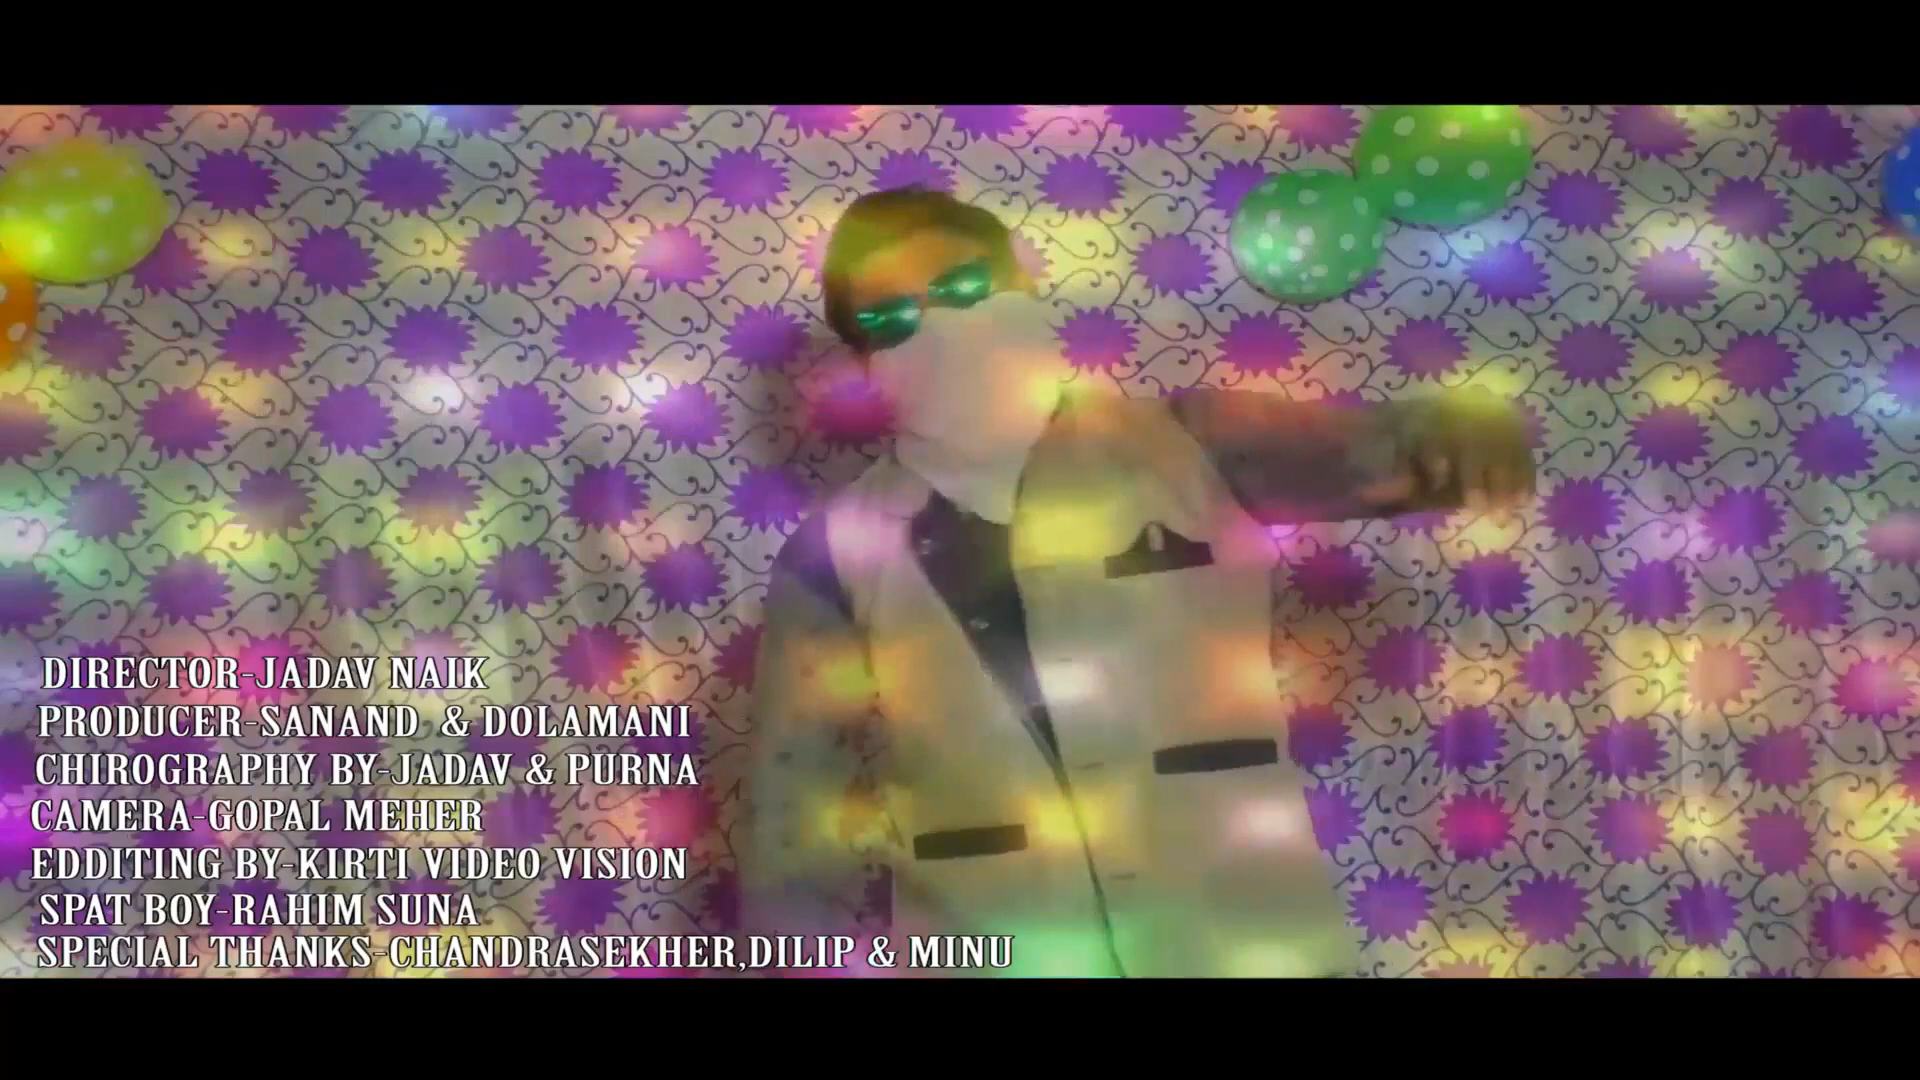 DIRECTOR-JADAV NAIK
PRODUCER-SANAND & DOLAMANI
CHIROGRAPHY BY-JADAV & PURNA
CAMERA-GOPAL MEHER
EDDITING BY-KIRTI VIDEO VISION
SPAT BOY-RAHIM SUNA
SPECIAL THANKS-CHANDRASEKHER,DILIP & MINU